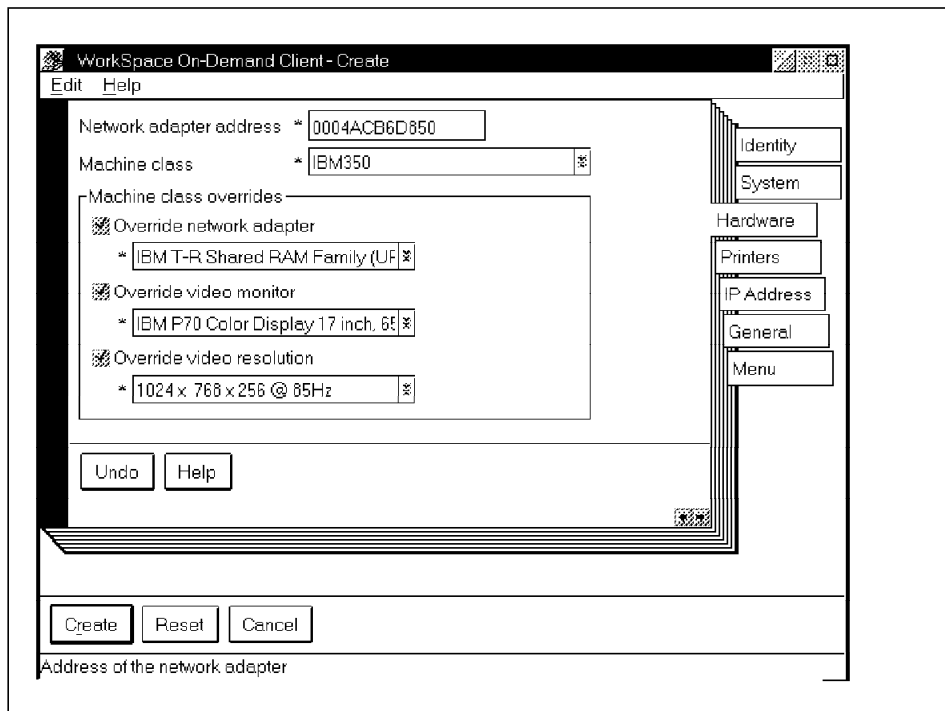 WorkSpace On-Demand Client - Create
Edit Help
Network adapter address * 0004ACB6D850
Machine class * IBM350
Machine class overrides
Override network adapter
* IBM T-R Shared RAM Family (UF
Override video monitor
* IBM P70 Color Display 17 inch, 65
Override video resolution
* 1024 x 768 x 256 @ 85Hz
Undo Help
Identity
System
Hardware
Printers
IP Address
General
Menu
Create Reset Cancel
Address of the network adapter